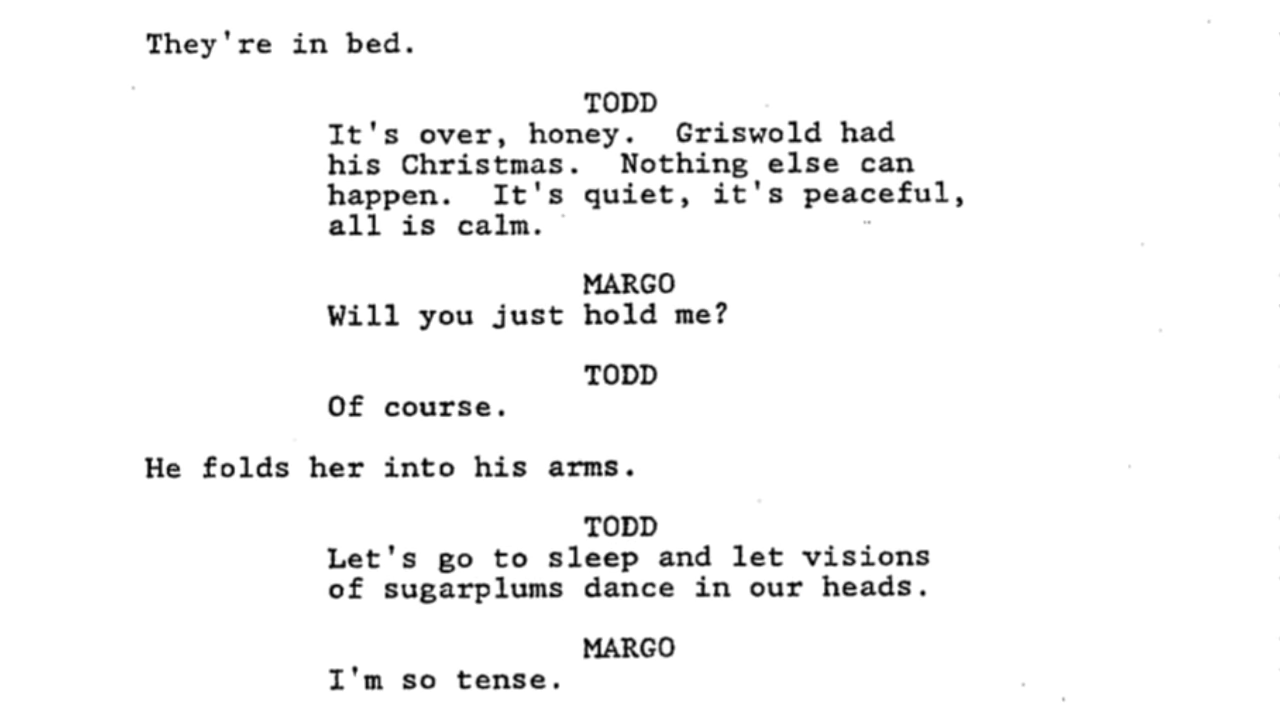 They're in bed.
TODD
It's over, honey.  Griswold had
his Christmas.  Nothing else can
happen.  It's quiet, it's peaceful,
all is calm.
MARGO
Will you just hold me?
TODD
Of course.
He folds her into his arms.
TODD
Let's go to sleep and let visions
of sugarplums dance in our heads.
MARGO
I'm so tense.